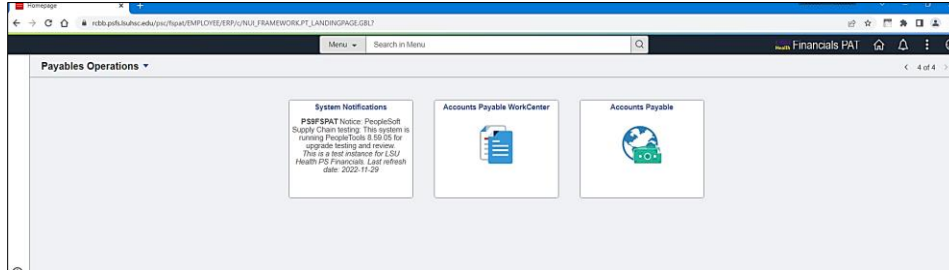 Homepage
rcbb.psfs.lsuhsc.edu/psc/fspat/EMPLOYEE/ERP/c/NUI_FRAMEWORK.PT_LANDINGPAGE.GBL?
Menu Search in Menu Financials PAT
Payables Operations 4 of 4
System Notifications
PS9FSPAT Notice: PeopleSoft
Supply Chain testing: This system is
running PeopleTools 8.59.05 for
upgrade testing and review.
This is a test instance for LSU
Health PS Financials. Last refresh
date: 2022-11-29
Accounts Payable WorkCenter
Accounts Payable